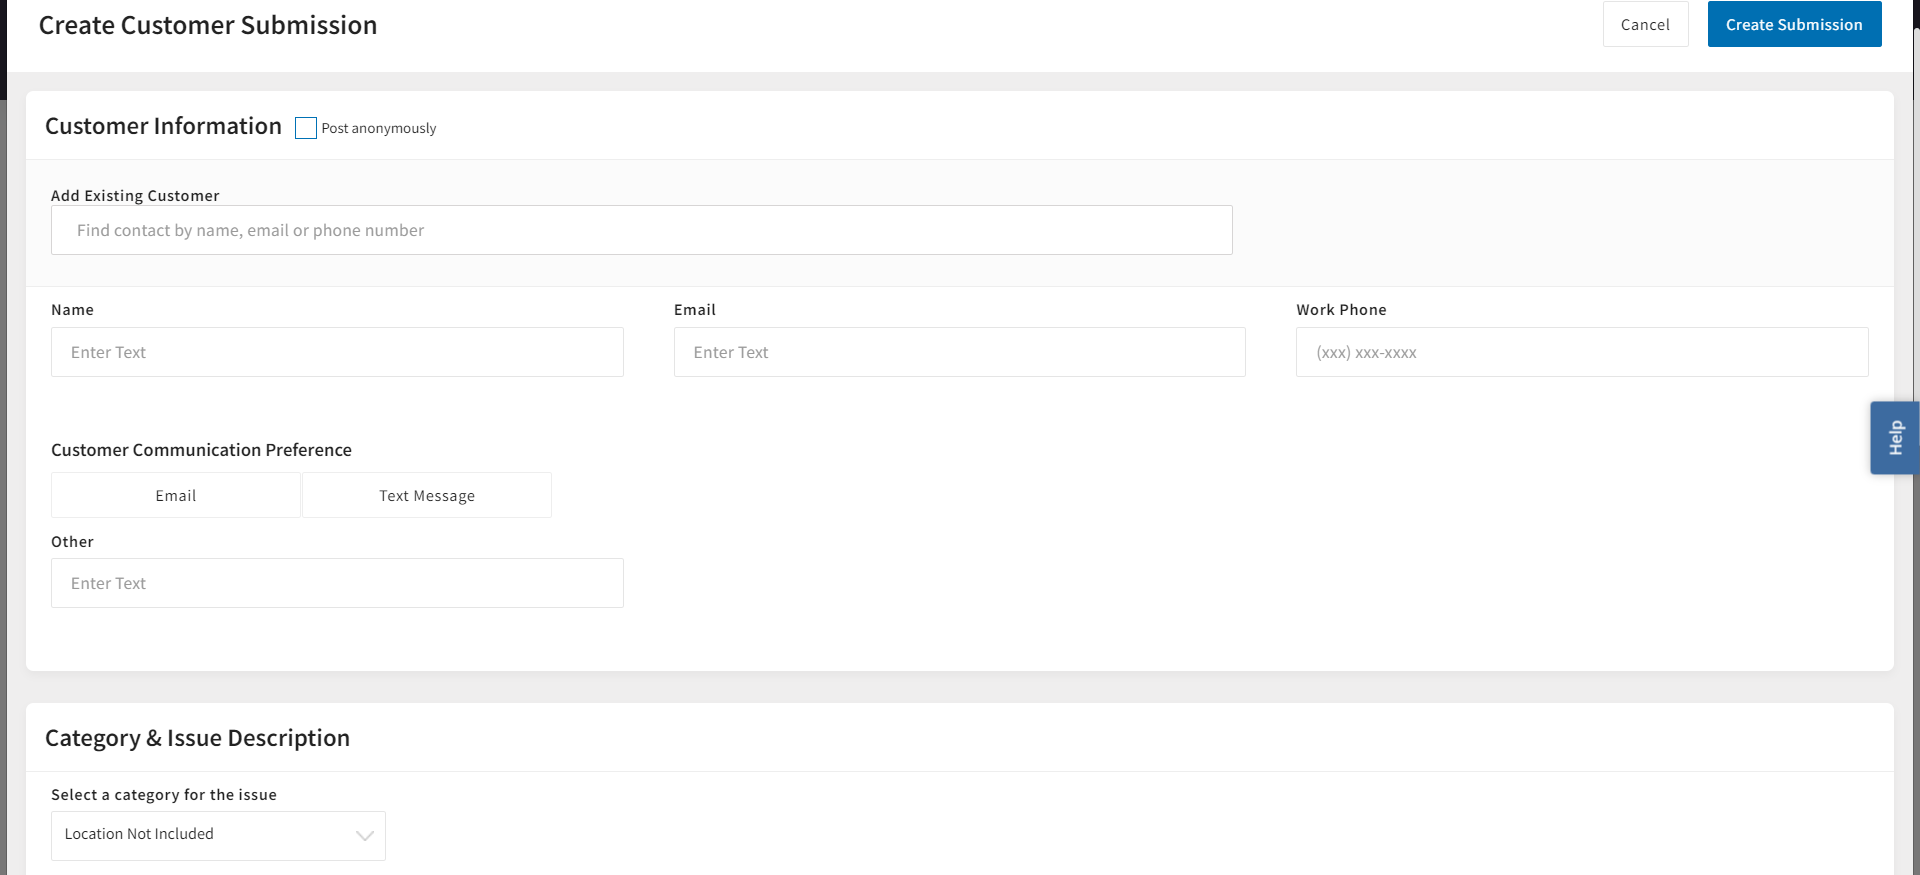 Create Customer Submission
Cancel
Create Submission
Customer Information
Post anonymously
Add Existing Customer
Find contact by name, email or phone number
Name
Email
Work Phone
Enter Text
Enter Text
(xxx) xxx-xxxx
Help
Customer Communication Preference
Email
Text Message
Other
Enter Text
Category & Issue Description
Select a category for the issue
Location Not Included